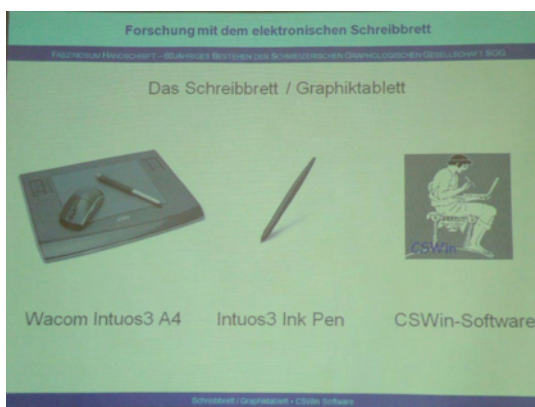 Forschung mit dem elektronischen Schreibbrett
FASZINOSUM HANDSCHRIFT – 60JÄHRIGES BESTEHEN DER SCHWEIZERISCHEN GRAPHOLOGISCHEN GESELLSCHAFT SGG
Das Schreibbrett / Graphiktablett
CSWin
Wacom Intuos3 A4 Intuos3 Ink Pen CSWin-Software
Schreibbrett / Graphiktablett • CSWin Software